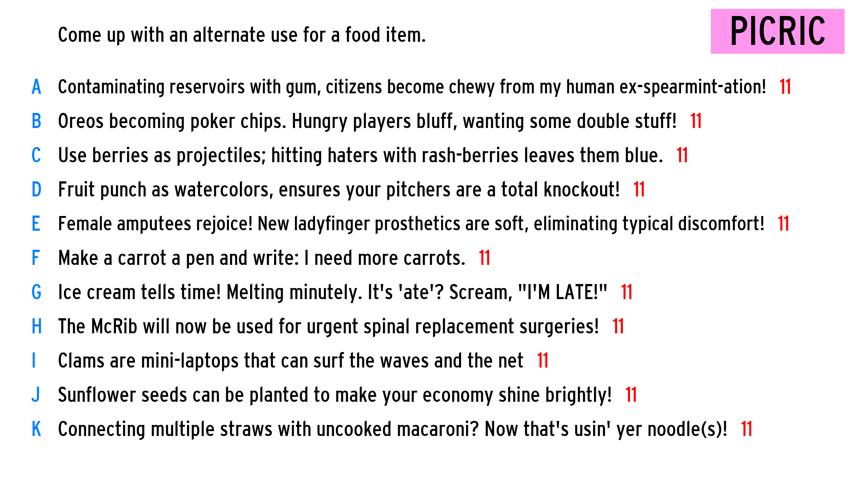 Come up with an alternate use for a food item.
PICRIC
A Contaminating reservoirs with gum, citizens become chewy from my human ex-spearmint-ation! 11
B Oreos becoming poker chips. Hungry players bluff, wanting some double stuff! 11
C Use berries as projectiles; hitting haters with rash-berries leaves them blue. 11
D Fruit punch as watercolors, ensures your pitchers are a total knockout! 11
E Female amputees rejoice! New ladyfinger prosthetics are soft, eliminating typical discomfort! 11
F Make a carrot a pen and write: I need more carrots. 11
G Ice cream tells time! Melting minutely. It's 'ate'? Scream, "I'M LATE!" 11
H The McRib will now be used for urgent spinal replacement surgeries! 11
I Clams are mini-laptops that can surf the waves and the net 11
J Sunflower seeds can be planted to make your economy shine brightly! 11
K Connecting multiple straws with uncooked macaroni? Now that's usin' yer noodle(s)! 11